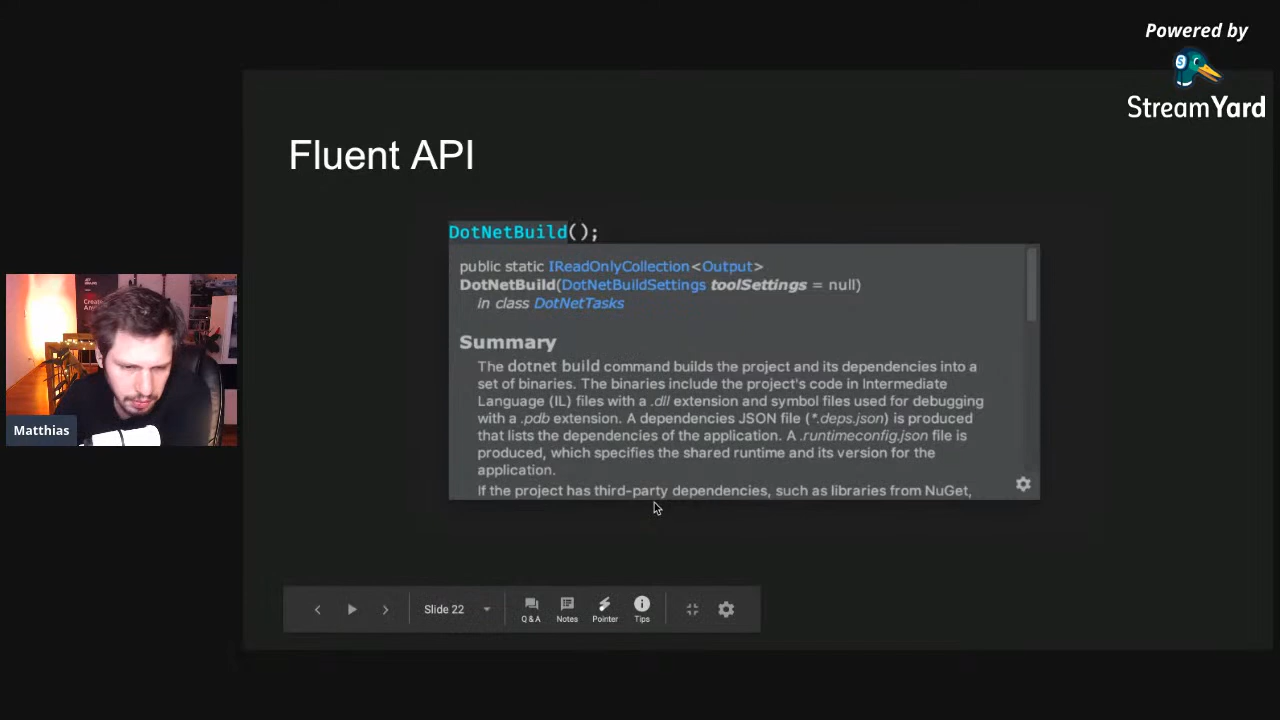 Powered by
StreamYard
Fluent API
DotNetBuild();
public static IReadOnlyCollection<Output>
DotNetBuild(DotNetBuildSettings toolSettings = null)
in class DotNetTasks
Summary
The dotnet build command builds the project and its dependencies into a
set of binaries. The binaries include the project's code in Intermediate
Language (IL) files with a .dll extension and symbol files used for debugging
with a .pdb extension. A dependencies JSON file (*.deps.json) is produced
that lists the dependencies of the application. A .runtimeconfig.json file is
produced, which specifies the shared runtime and its version for the
application.
If the project has third-party dependencies, such as libraries from NuGet,
Matthias
Slide 22
Q & A
Notes
Pointer
Tips